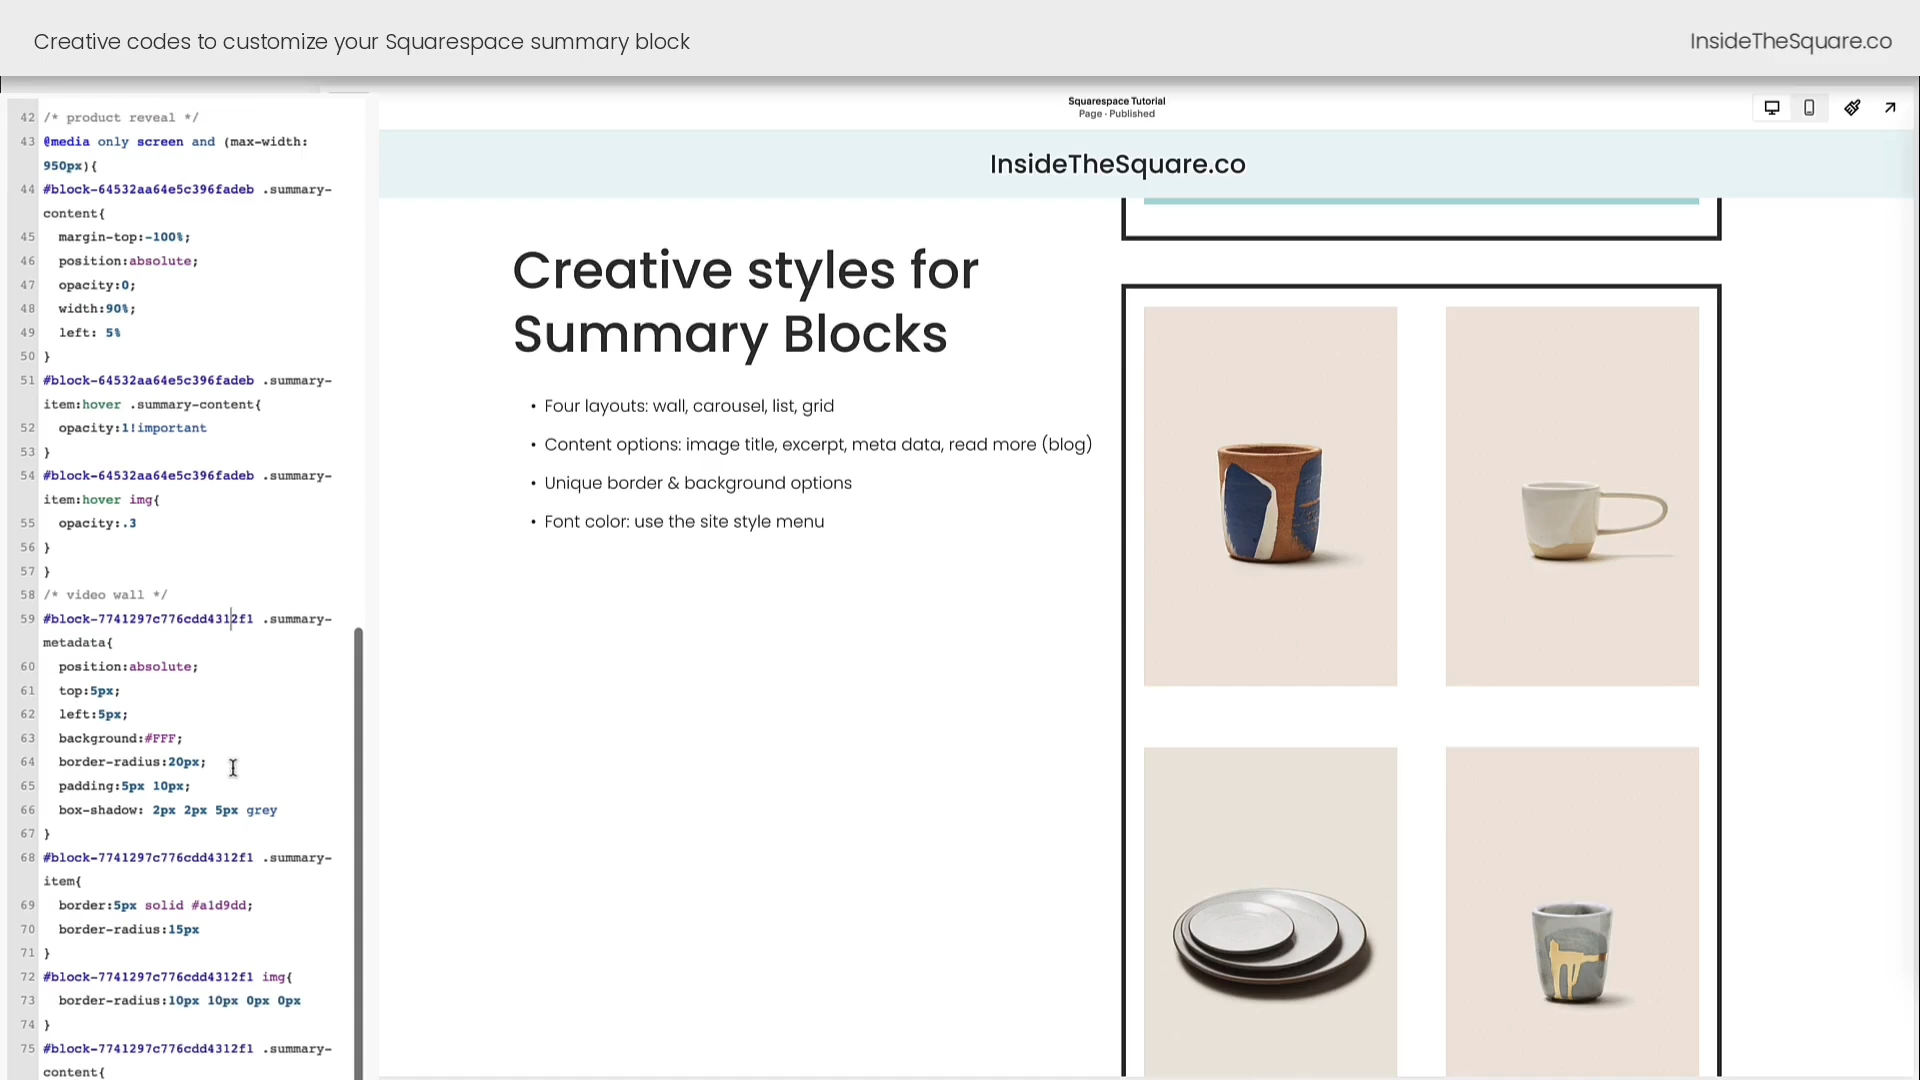 Creative codes to customize your Squarespace summary block
InsideTheSquare.co
42 /* product reveal */
43 @media only screen and (max-width:
950px){
44 #block-64532aa64e5c396fadeb .summary-
content{
45 margin-top:-100%;
46 position:absolute;
47 opacity:0;
48 width:90%;
49 left: 5%
50 }
51 #block-64532aa64e5c396fadeb .summary-
item:hover .summary-content{
52 opacity:1!important
53 }
54 #block-64532aa64e5c396fadeb .summary-
item:hover img{
55 opacity:.3
56 }
57 }
58 /* video wall */
59 #block-7741297c776cdd4312f1 .summary-
metadata{
60 position:absolute;
61 top:5px;
62 left:5px;
63 background:#FFF;
64 border-radius:20px;
65 padding:5px 10px;
66 box-shadow: 2px 2px 5px grey
67 }
68 #block-7741297c776cdd4312f1 .summary-
item{
69 border:5px solid #a1d9dd;
70 border-radius:15px
71 }
72 #block-7741297c776cdd4312f1 img{
73 border-radius:10px 10px 0px 0px
74 }
75 #block-7741297c776cdd4312f1 .summary-
content{
Squarespace Tutorial
Page · Published
InsideTheSquare.co
Creative styles for
Summary Blocks
• Four layouts: wall, carousel, list, grid
• Content options: image title, excerpt, meta data, read more (blog)
• Unique border & background options
• Font color: use the site style menu